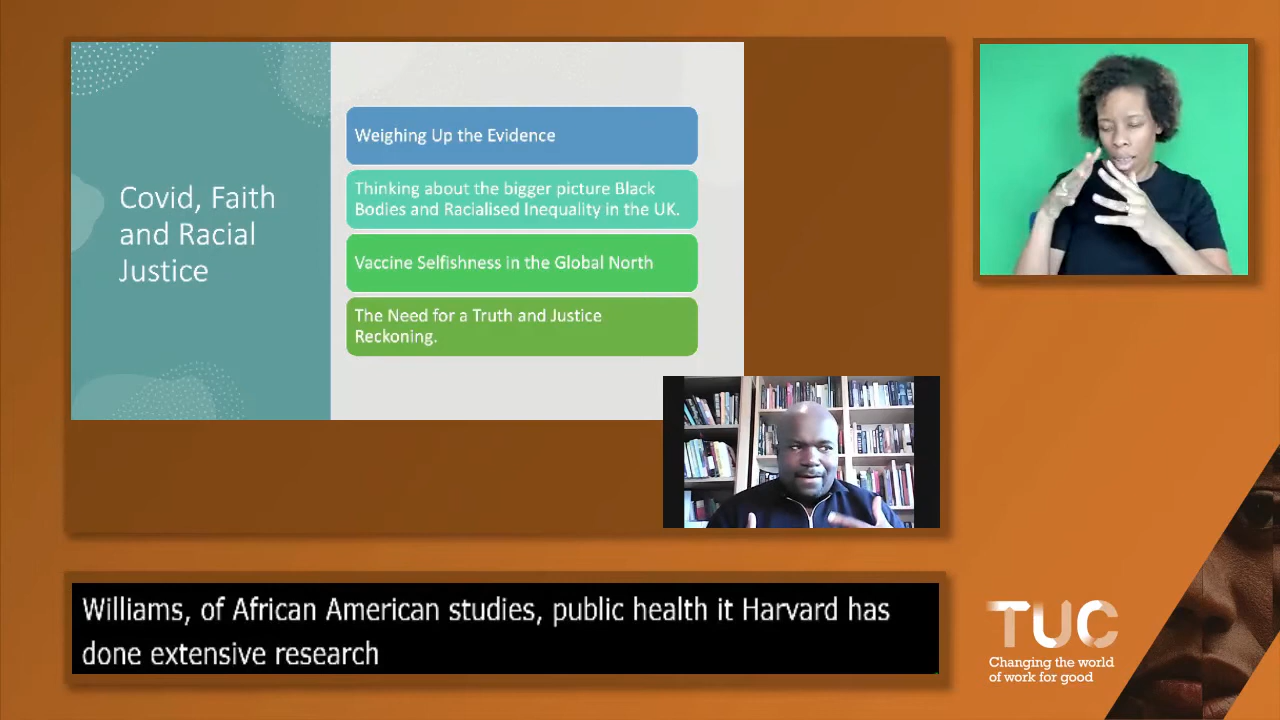 Covid, Faith
and Racial
Justice
Weighing Up the Evidence
Thinking about the bigger picture Black
Bodies and Racialised Inequality in the UK.
Vaccine Selfishness in the Global North
The Need for a Truth and Justice
Reckoning.
Williams, of African American studies, public health it Harvard has
done extensive research
TUC
Changing the world
of work for good